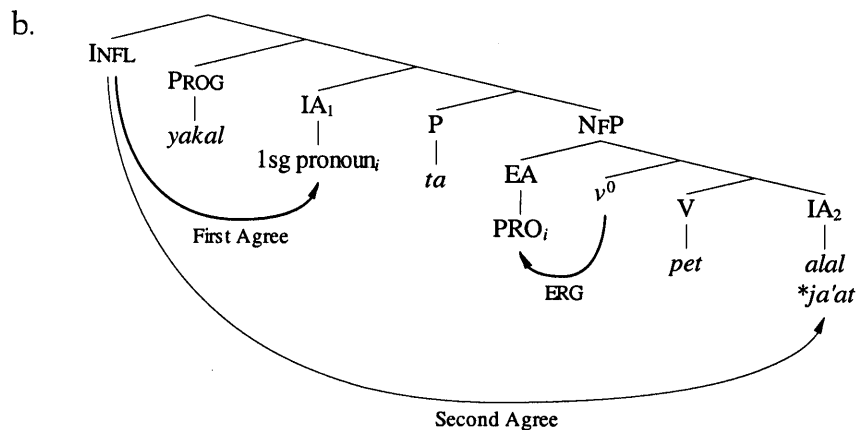 b.
INFL
PROG
yakal
IA₁
1sg pronounᵢ
P
ta
NFP
EA
PROᵢ
v⁰
V
pet
IA₂
alal
*ja'at
First Agree
ERG
Second Agree